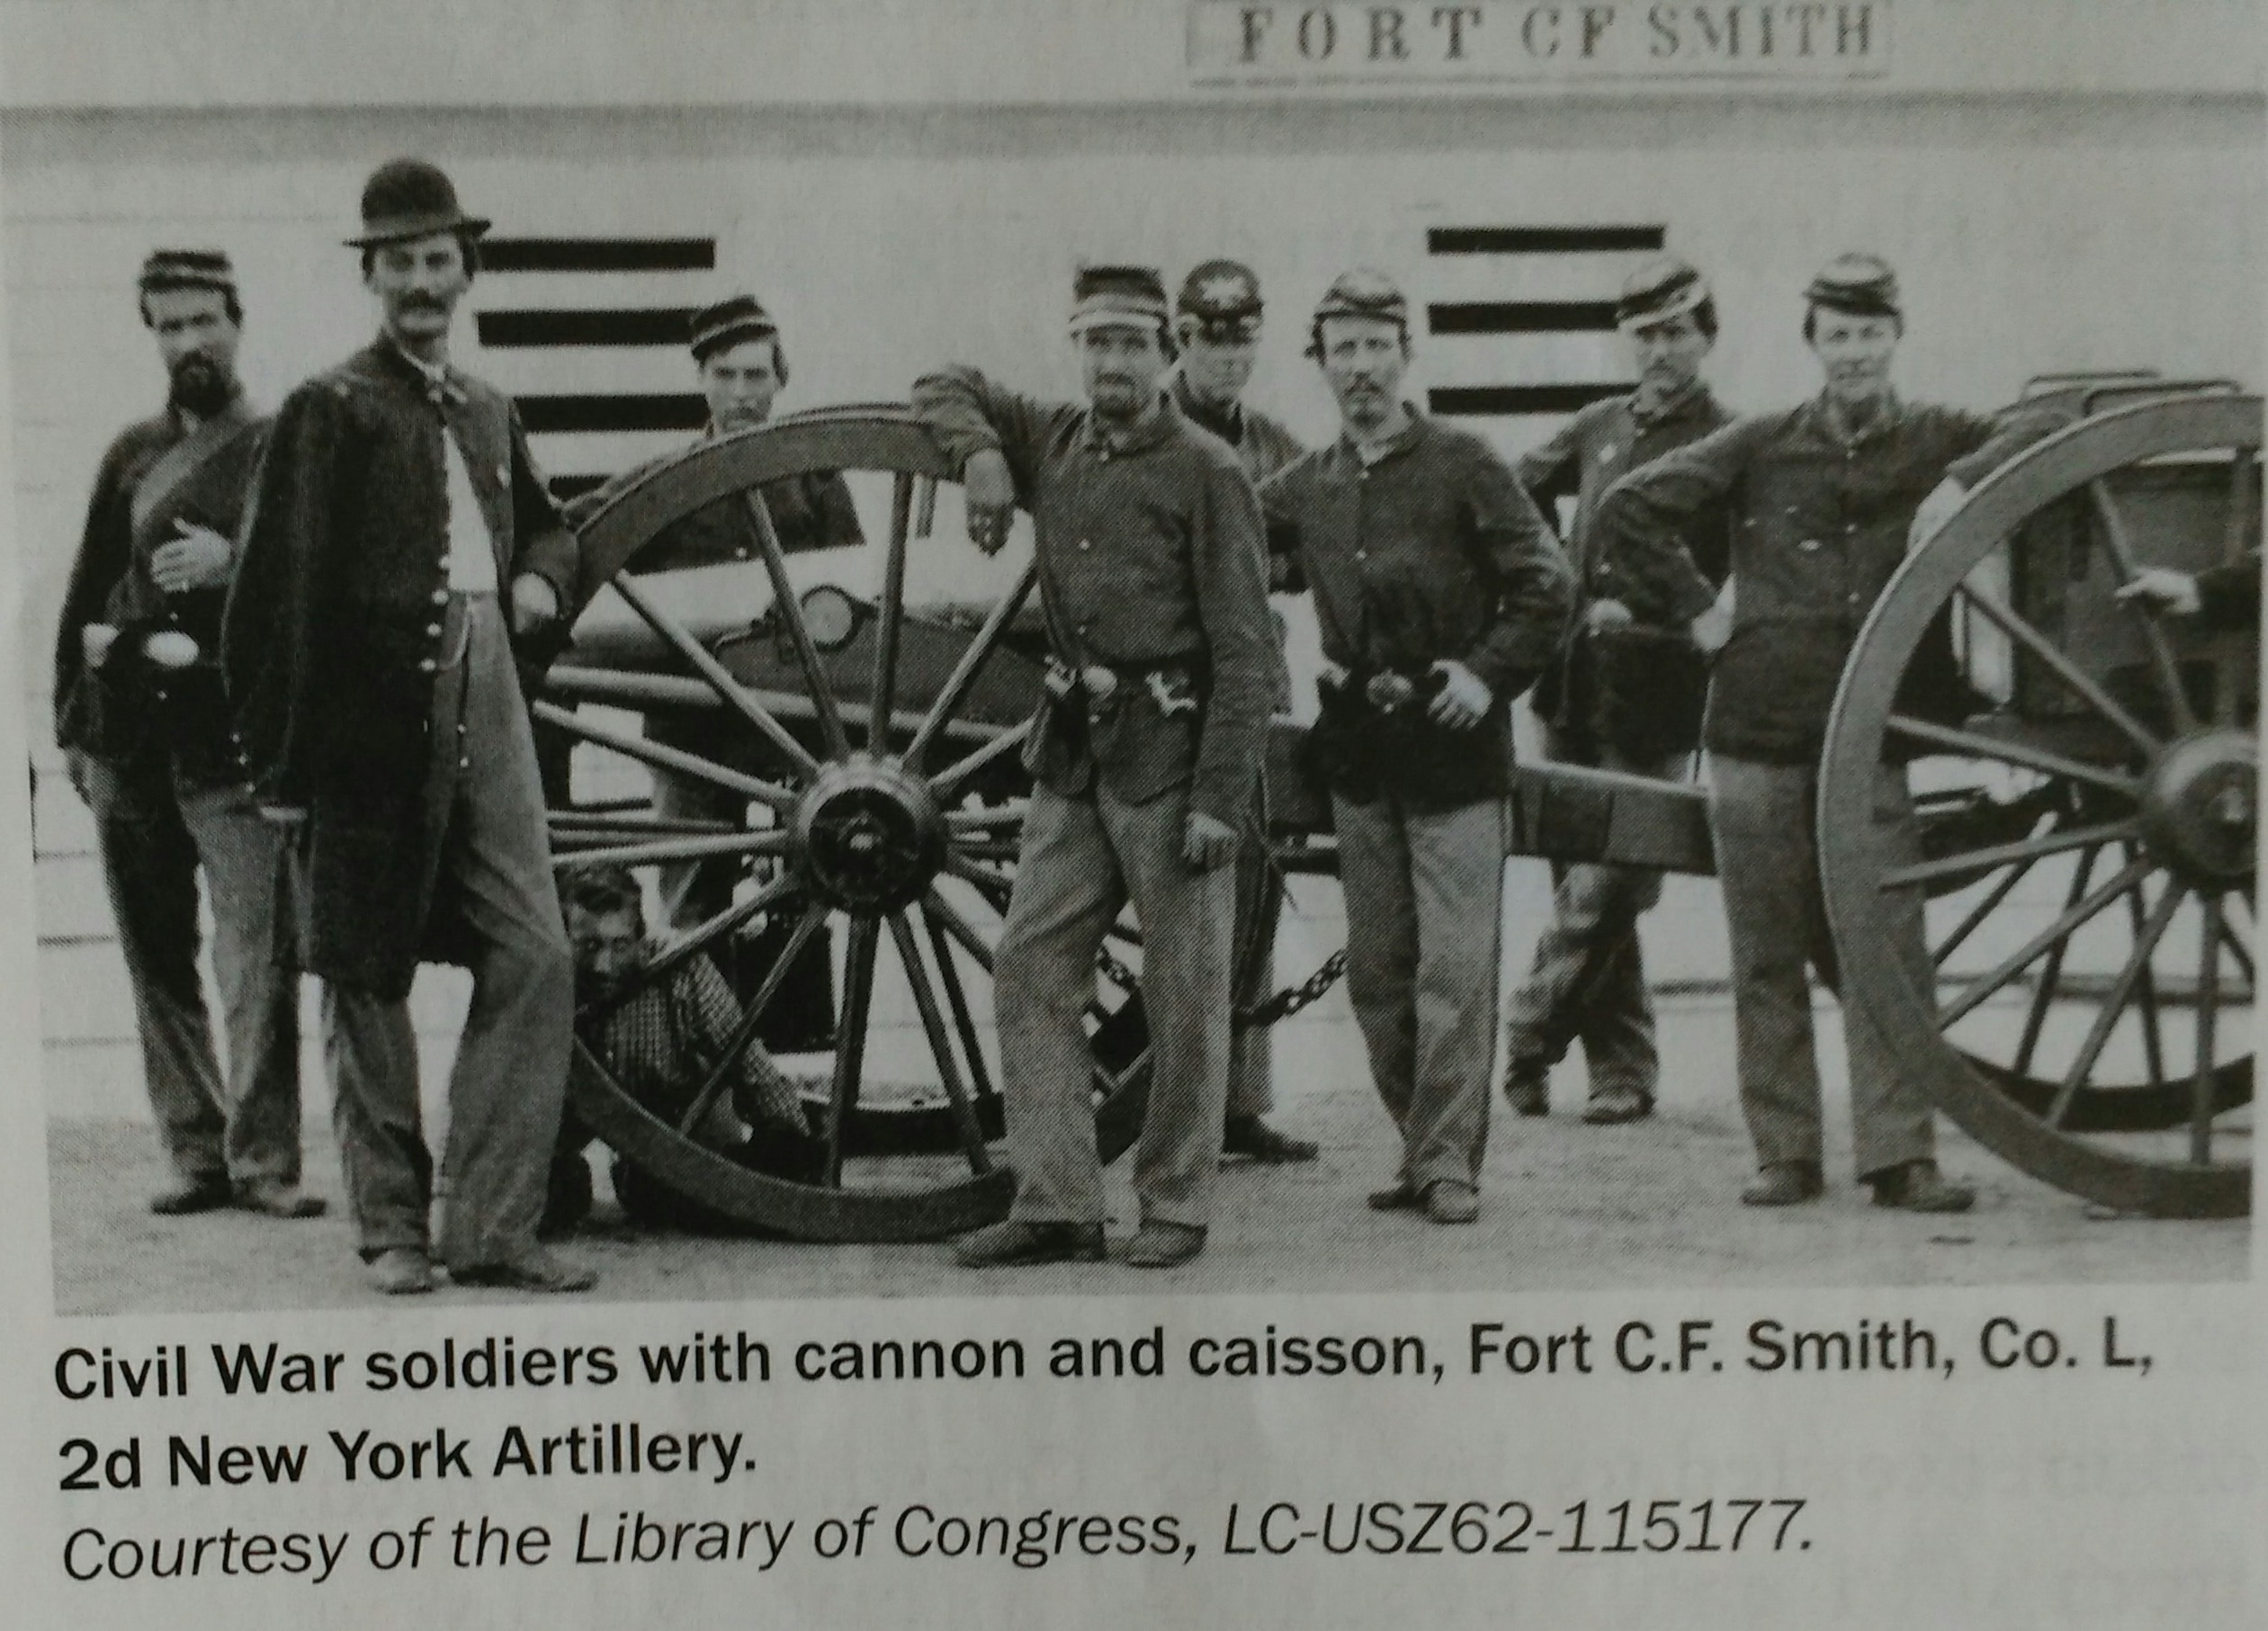 FORT CF SMITH
Civil War soldiers with cannon and caisson, Fort C.F. Smith, Co. L,
2d New York Artillery.
Courtesy of the Library of Congress, LC-USZ62-115177.